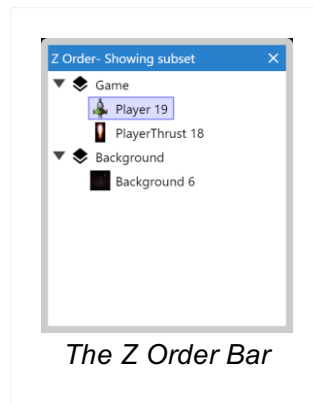 Z Order- Showing subset
Game
Player 19
PlayerThrust 18
Background
Background 6
The Z Order Bar